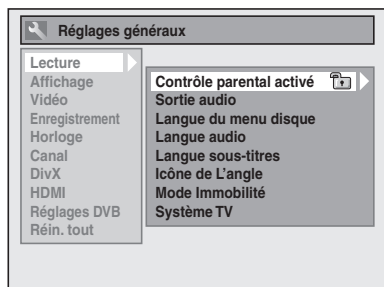 Réglages généraux
Lecture
Affichage
Vidéo
Enregistrement
Horloge
Canal
DivX
HDMI
Réglages DVB
Réin. tout
Contrôle parental activé
Sortie audio
Langue du menu disque
Langue audio
Langue sous-titres
Icône de L'angle
Mode Immobilité
Système TV